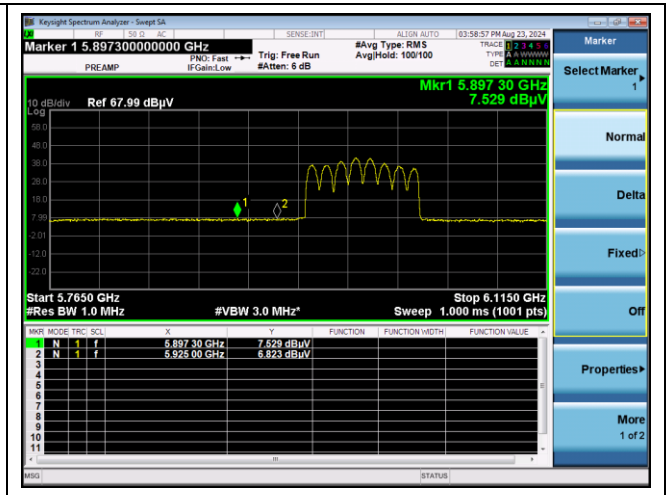 Keysight Spectrum Analyzer - Swept SA
RF 50 Ω AC SENSE:INT ALIGN AUTO 03:58:57 PM Aug 23, 2024
Marker 1 5.897300000000 GHz #Avg Type: RMS TRACE 1 2 3 4 5 6 Marker
PNO: Fast Trig: Free Run Avg|Hold: 100/100 TYPE A A WWWW
PREAMP IFGain:Low #Atten: 6 dB DET A A N N N N
Select Marker
1
Mkr1 5.897 30 GHz
10 dB/div Ref 67.99 dBµV 7.529 dBµV
Log
58.0
48.0
38.0
28.0
18.0
7.99
-2.01
-12.0
-22.0
1
2
Normal
Delta
Fixed
Off
Start 5.7650 GHz Stop 6.1150 GHz
#Res BW 1.0 MHz #VBW 3.0 MHz* Sweep 1.000 ms (1001 pts)
MKR MODE TRC SCL X Y FUNCTION FUNCTION WIDTH FUNCTION VALUE
1 N 1 f 5.897 30 GHz 7.529 dBµV
2 N 1 f 5.925 00 GHz 6.823 dBµV
3
4
5
6
7
8
9
10
11
Properties
More
1 of 2
MSG STATUS